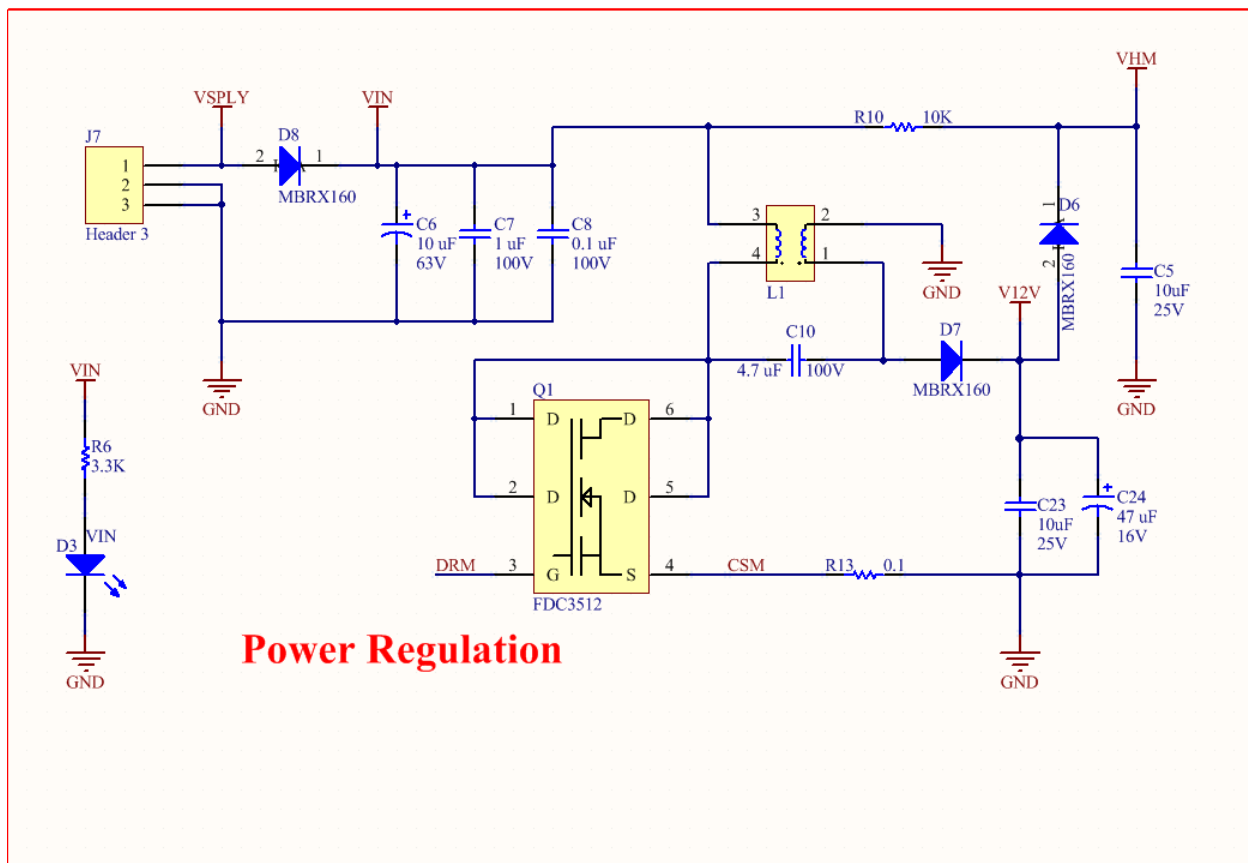 VHM
VSPLY
VIN
R10 10K
J7
D8
1
2
3
2 1
MBRX160
Header 3
C6
10 uF
63V
C7
1 uF
100V
C8
0.1 uF
100V
3 2
4 1
L1
GND
1
D6
2
MBRX160
C5
10uF
25V
V12V
C10
4.7 uF 100V
D7
MBRX160
GND
VIN
GND
Q1
1 D D 6
R6
3.3K
2 D D 5
C23
10uF
25V
C24
47 uF
16V
VIN
D3
DRM 3 G S 4 CSM R13 0.1
FDC3512
Power Regulation
GND
GND